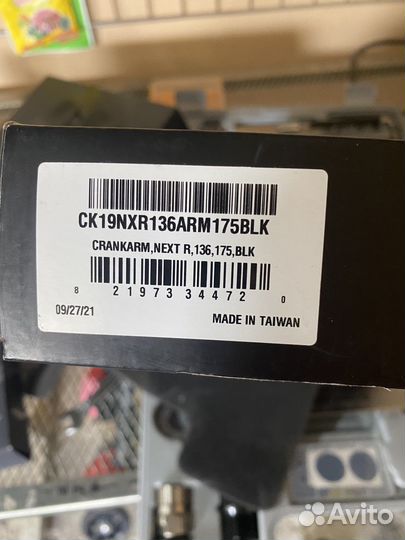 CK19NXR136ARM175BLK
CRANKARM,NEXT R,136,175,BLK
8 21973 34472 0
09/27/21
MADE IN TAIWAN
Avito